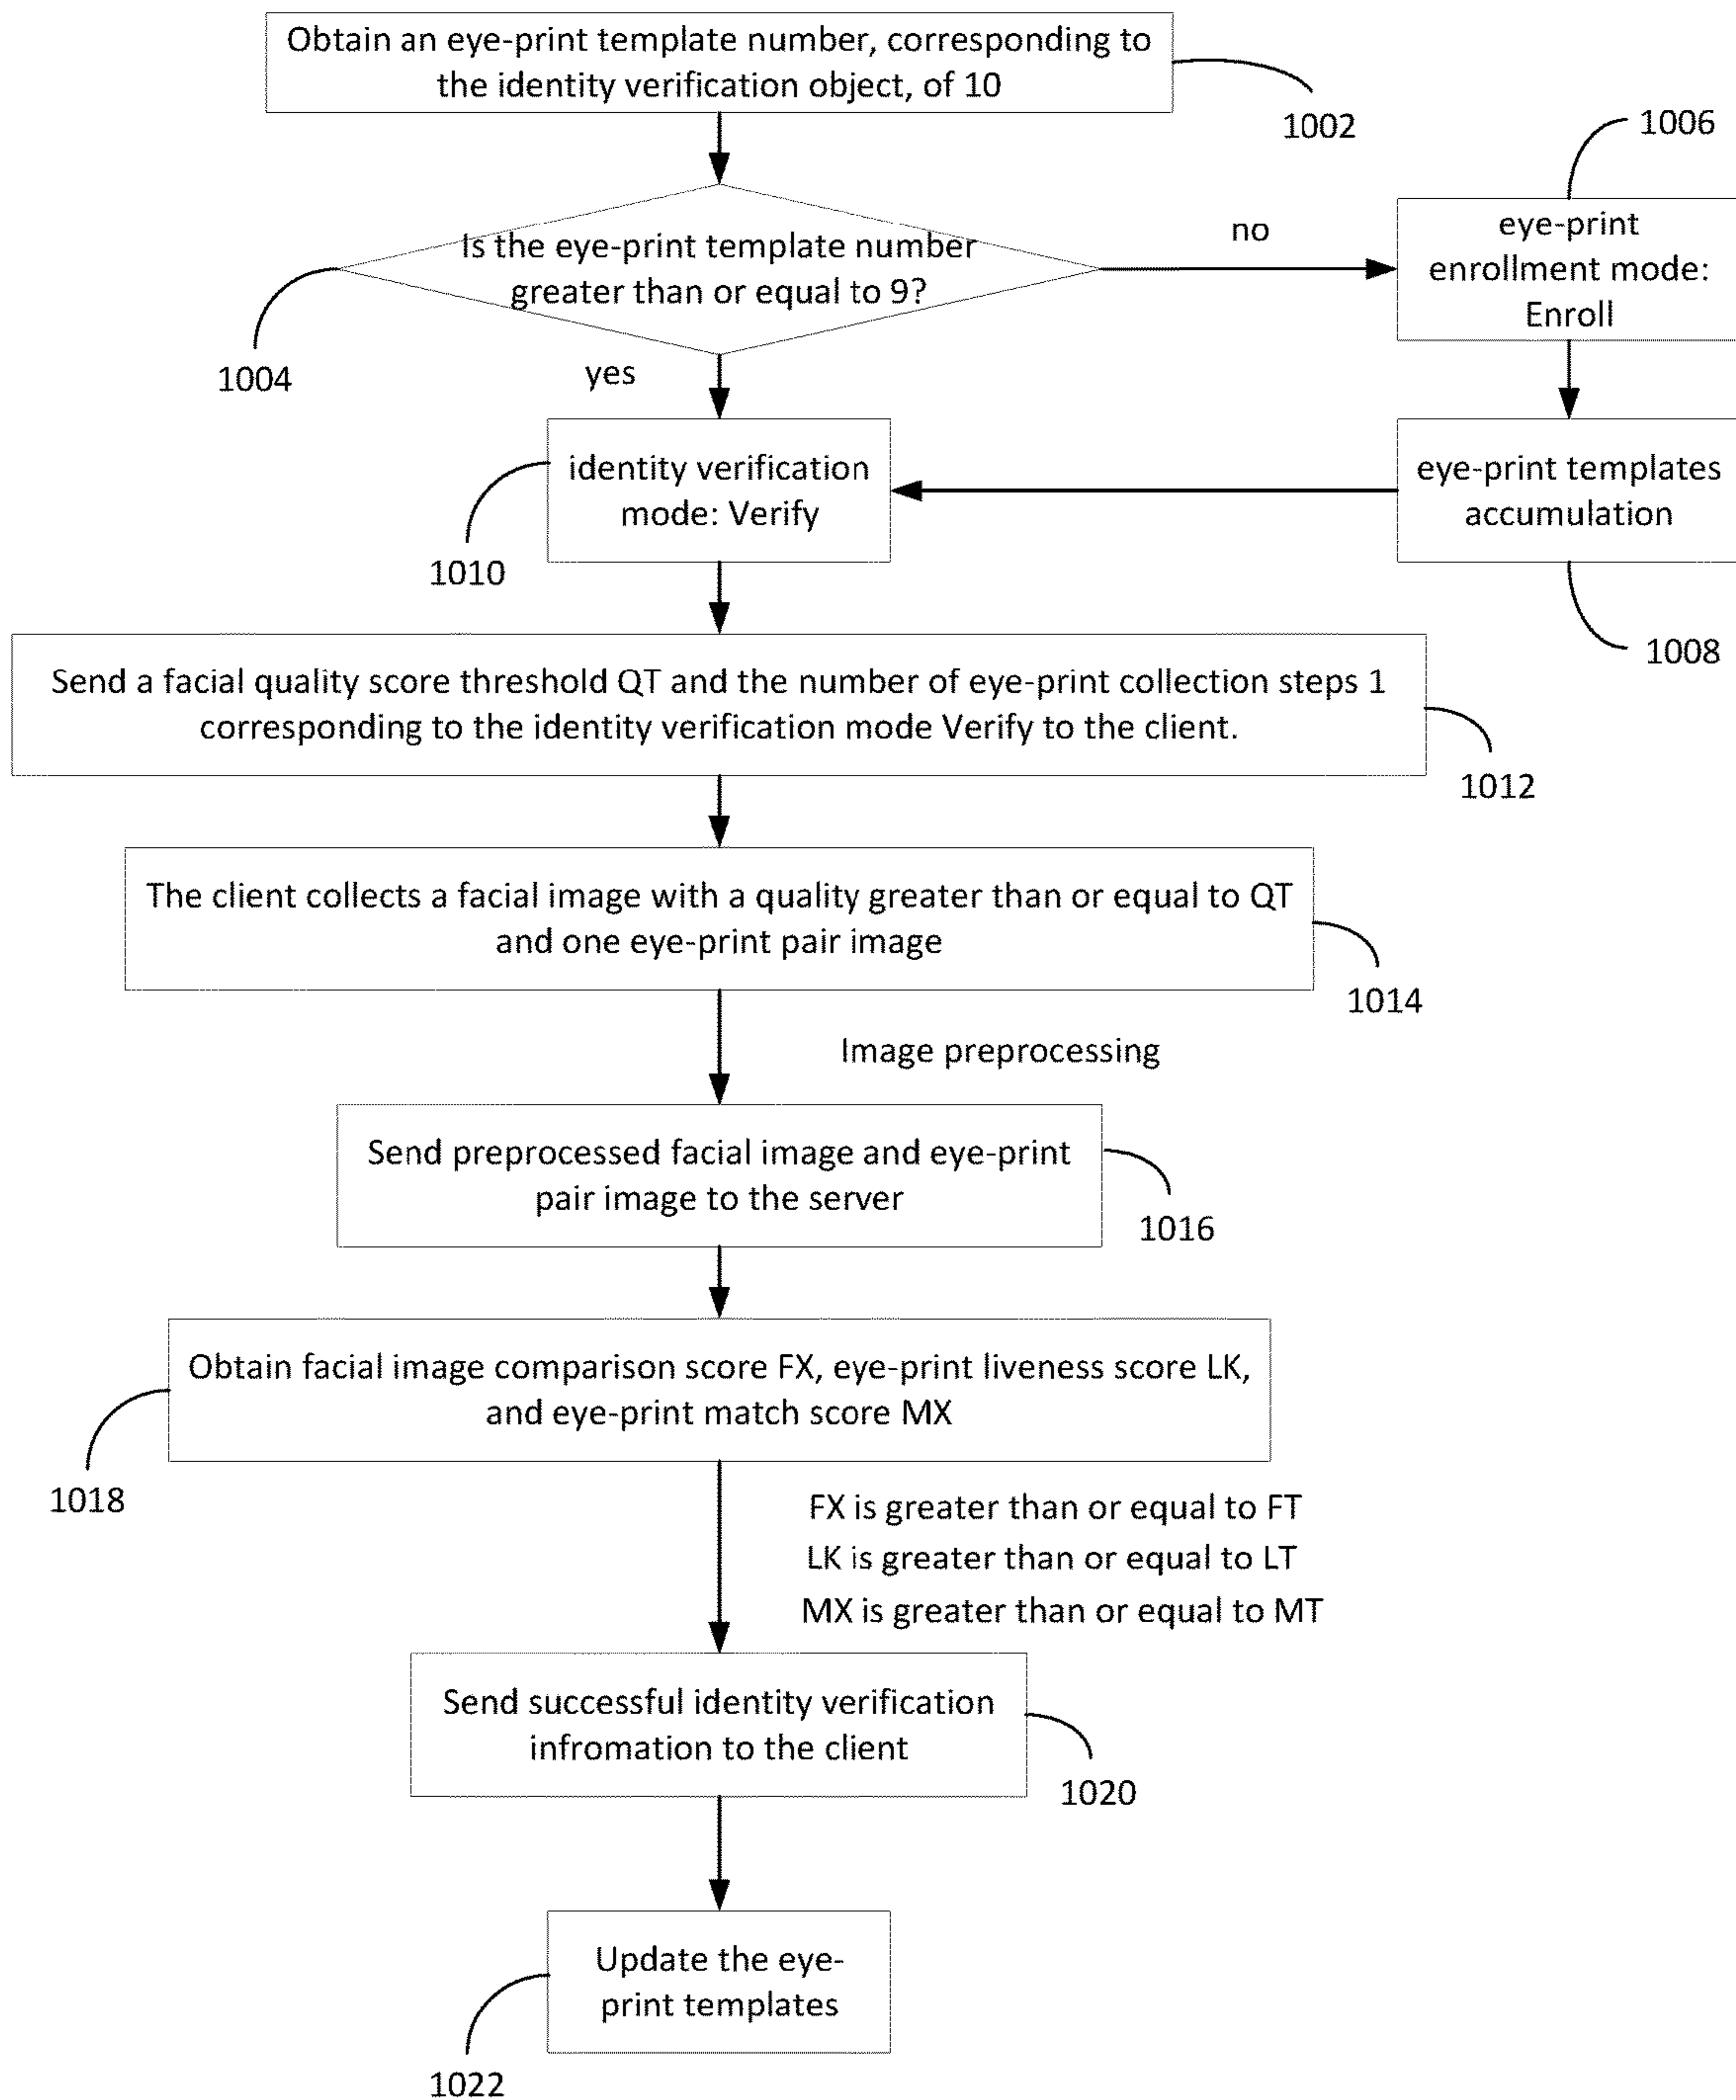 Obtain an eye-print template number, corresponding to
the identity verification object, of 10
1002
1006
Is the eye-print template number
greater than or equal to 9?
no
eye-print
enrollment mode:
Enroll
1004
yes
identity verification
mode: Verify
eye-print templates
accumulation
1010
1008
Send a facial quality score threshold QT and the number of eye-print collection steps 1
corresponding to the identity verification mode Verify to the client.
1012
The client collects a facial image with a quality greater than or equal to QT
and one eye-print pair image
1014
Image preprocessing
Send preprocessed facial image and eye-print
pair image to the server
1016
Obtain facial image comparison score FX, eye-print liveness score LK,
and eye-print match score MX
1018
FX is greater than or equal to FT
LK is greater than or equal to LT
MX is greater than or equal to MT
Send successful identity verification
infromation to the client
1020
Update the eye-
print templates
1022